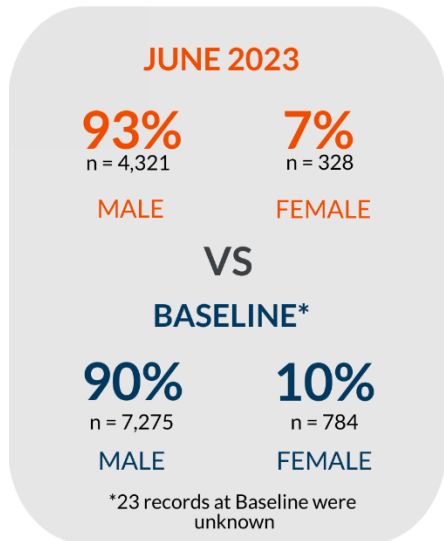 JUNE 2023
93% 7%
n = 4,321 n = 328
MALE FEMALE
VS
BASELINE*
90% 10%
n = 7,275 n = 784
MALE FEMALE
*23 records at Baseline were
unknown